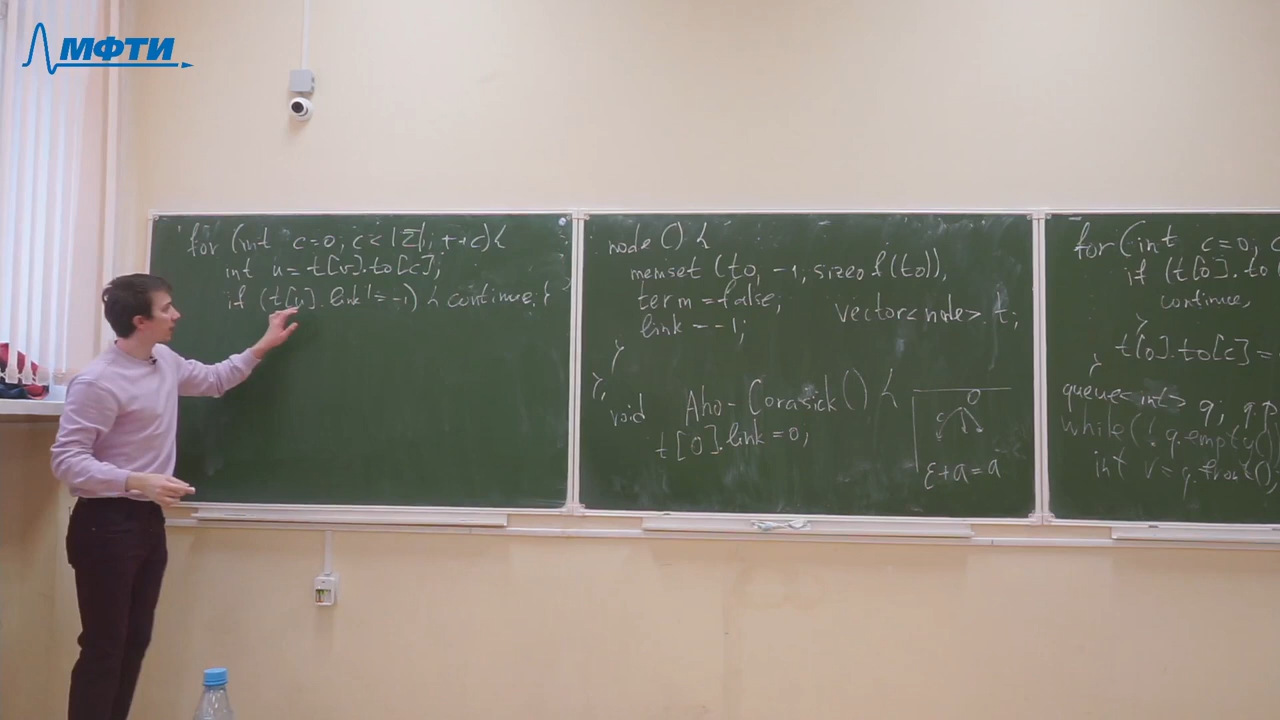 МФТИ
for (int c=0; c<|Σ|; ++c){
int u = t[v].to[c];
if (t[u].link != -1) { continue; }
node () {
memset (to, -1, sizeof(to));
term = false;
link = -1;
}
};
vector<node> t;
void Aho-Corasick() {
t[0].link = 0;
0
c
ε+a=a
for (int c=0; c
if (t[0].to[
continue;
}
t[0].to[c] =
}
queue<int> q; q.p
while (!q.empty()
int v = q.front();